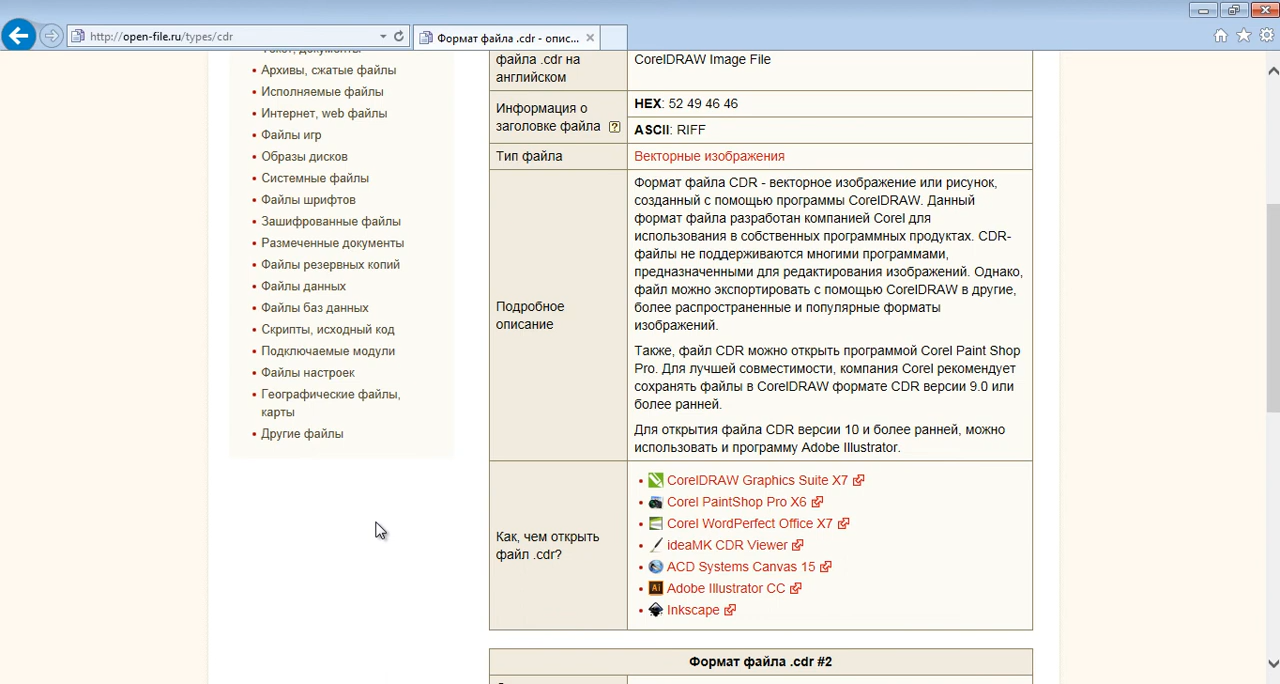 http://open-file.ru/types/cdr
Формат файла .cdr - опис...
Текст, документы
Архивы, сжатые файлы
Исполняемые файлы
Интернет, web файлы
Файлы игр
Образы дисков
Системные файлы
Файлы шрифтов
Зашифрованные файлы
Размеченные документы
Файлы резервных копий
Файлы данных
Файлы баз данных
Скрипты, исходный код
Подключаемые модули
Файлы настроек
Географические файлы,
карты
Другие файлы
файла .cdr на
английском
CorelDRAW Image File
Информация о
заголовке файла ?
HEX: 52 49 46 46
ASCII: RIFF
Тип файла
Векторные изображения
Подробное
описание
Формат файла CDR - векторное изображение или рисунок,
созданный с помощью программы CorelDRAW. Данный
формат файла разработан компанией Corel для
использования в собственных программных продуктах. CDR-
файлы не поддерживаются многими программами,
предназначенными для редактирования изображений. Однако,
файл можно экспортировать с помощью CorelDRAW в другие,
более распространенные и популярные форматы
изображений.
Также, файл CDR можно открыть программой Corel Paint Shop
Pro. Для лучшей совместимости, компания Corel рекомендует
сохранять файлы в CorelDRAW формате CDR версии 9.0 или
более ранней.
Для открытия файла CDR версии 10 и более ранней, можно
использовать и программу Adobe Illustrator.
Как, чем открыть
файл .cdr?
CorelDRAW Graphics Suite X7
Corel PaintShop Pro X6
Corel WordPerfect Office X7
ideaMK CDR Viewer
ACD Systems Canvas 15
Ai Adobe Illustrator CC
Inkscape
Формат файла .cdr #2